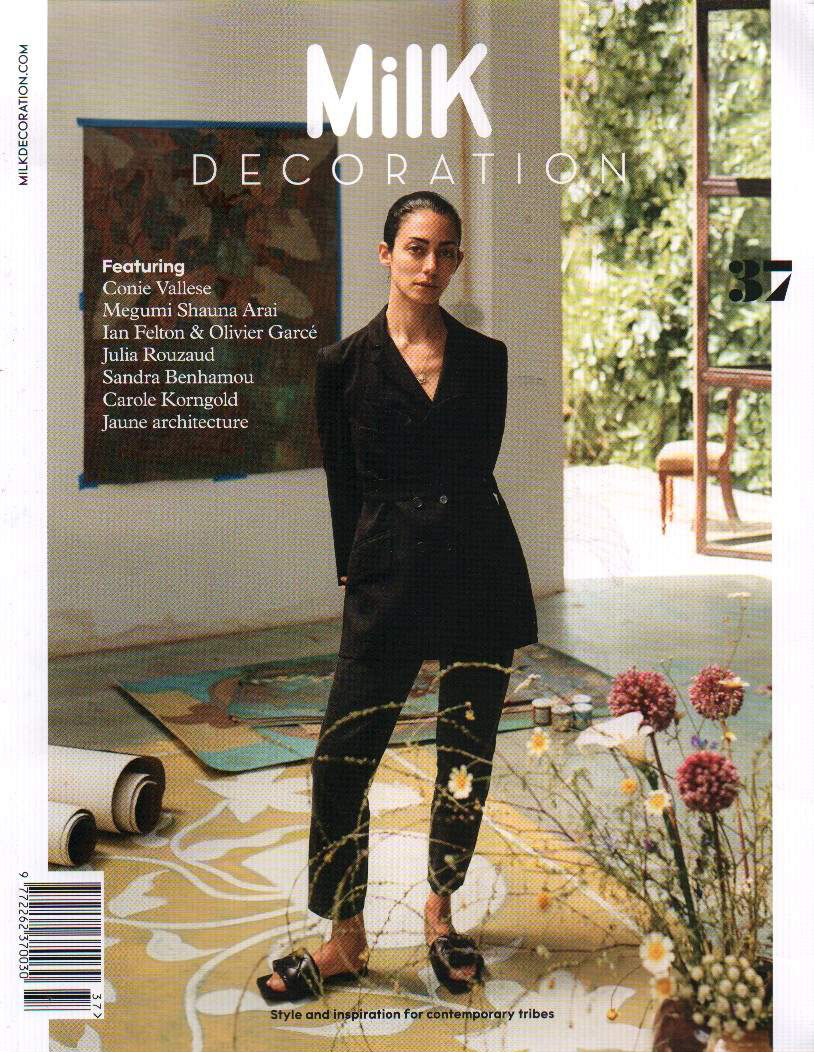 MILKDECORATION.COM
MilK
DECORATION
37
Featuring
Conie Vallese
Megumi Shauna Arai
Ian Felton & Olivier Garcé
Julia Rouzaud
Sandra Benhamou
Carole Korngold
Jaune architecture
9 772262 370030
37>
Style and inspiration for contemporary tribes